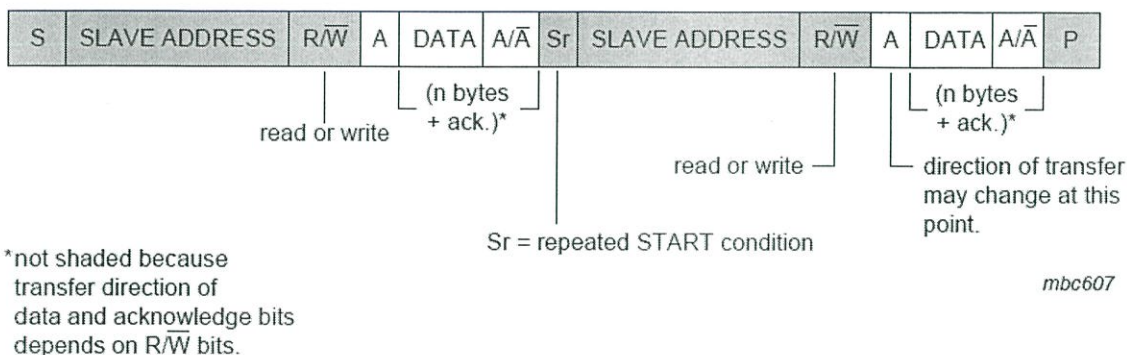 S SLAVE ADDRESS R/W̅ A DATA A/A̅ Sr SLAVE ADDRESS R/W̅ A DATA A/A̅ P
(n bytes
+ ack.)*
read or write
(n bytes
+ ack.)*
read or write
direction of transfer
may change at this
point.
Sr = repeated START condition
*not shaded because
transfer direction of
data and acknowledge bits
depends on R/W̅ bits.
mbc607